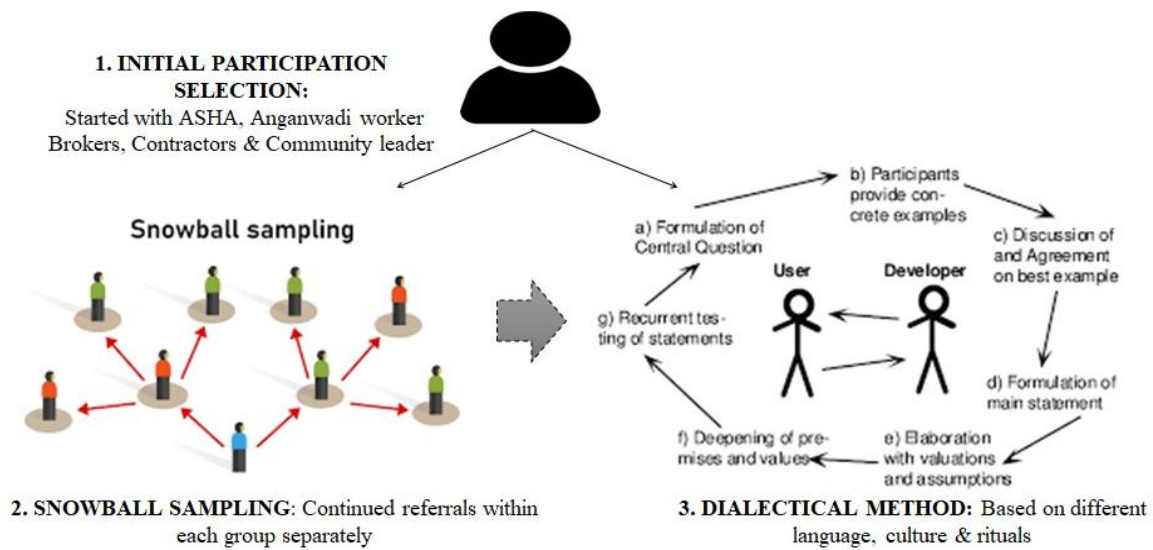 1. INITIAL PARTICIPATION
SELECTION:
Started with ASHA, Anganwadi worker
Brokers, Contractors & Community leader
Snowball sampling
2. SNOWBALL SAMPLING: Continued referrals within
each group separately
a) Formulation of
Central Question
b) Participants
provide con-
crete examples
c) Discussion of
and Agreement
on best example
User
Developer
d) Formulation of
main statement
e) Elaboration
with valuations
and assumptions
f) Deepening of pre-
mises and values
g) Recurrent tes-
ting of statements
3. DIALECTICAL METHOD: Based on different
language, culture & rituals